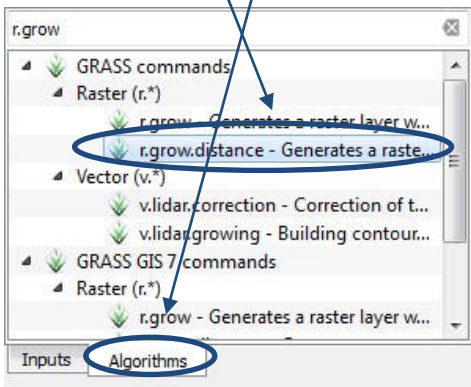 r.grow
GRASS commands
Raster (r.*)
r.grow - Generates a raster layer w...
r.grow.distance - Generates a raste...
Vector (v.*)
v.lidar.correction - Correction of t...
v.lidar.growing - Building contour...
GRASS GIS 7 commands
Raster (r.*)
r.grow - Generates a raster layer w...
Inputs
Algorithms